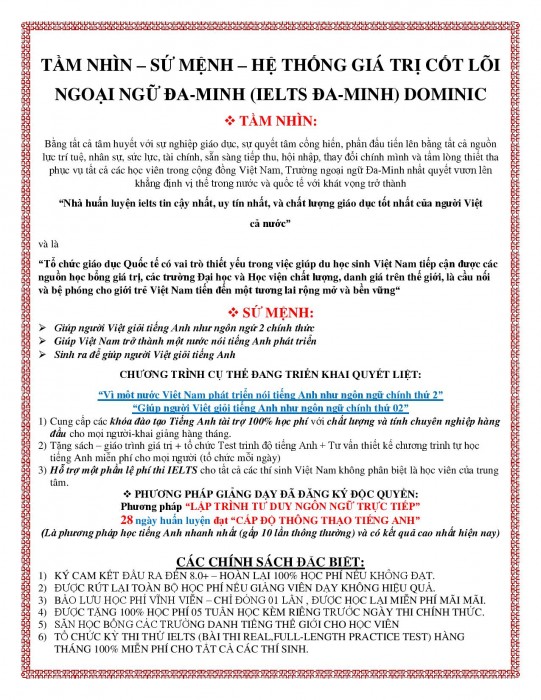 TẦM NHÌN – SỨ MỆNH – HỆ THỐNG GIÁ TRỊ CỐT LÕI
NGOẠI NGỮ ĐA-MINH (IELTS ĐA-MINH) DOMINIC
❖ TẦM NHÌN:
Bằng tất cả tâm huyết với sự nghiệp giáo dục, sự quyết tâm cống hiến, phấn đấu tiến lên bằng tất cả nguồn
lực trí tuệ, nhân sự, sức lực, tài chính, sẵn sàng tiếp thu, hội nhập, thay đổi chính mình và tấm lòng thiết tha
phục vụ tất cả các học viên trong cộng đồng Việt Nam, Trường ngoại ngữ Đa-Minh nhất quyết vươn lên
khẳng định vị thế trong nước và quốc tế với khát vọng trở thành
“Nhà huấn luyện ielts tin cậy nhất, uy tín nhất, và chất lượng giáo dục tốt nhất của người Việt
cả nước”
và là
“Tổ chức giáo dục Quốc tế có vai trò thiết yếu trong việc giúp du học sinh Việt Nam tiếp cận được các
nguồn học bổng giá trị, các trường Đại học và Học viện chất lượng, danh giá trên thế giới, là cầu nối
và bệ phóng cho giới trẻ Việt Nam tiến đến một tương lai rộng mở và bền vững“
❖ SỨ MỆNH:
➢ Giúp người Việt giỏi tiếng Anh như ngôn ngữ 2 chính thức
➢ Giúp Việt Nam trở thành một nước nói tiếng Anh phát triển
➢ Sinh ra để giúp người Việt giỏi tiếng Anh
CHƯƠNG TRÌNH CỤ THỂ ĐANG TRIỂN KHAI QUYẾT LIỆT:
“Vì một nước Việt Nam phát triển nói tiếng Anh như ngôn ngữ chính thứ 2”
“Giúp người Việt giỏi tiếng Anh như ngôn ngữ chính thứ 02”
1) Cung cấp các khóa đào tạo Tiếng Anh tài trợ 100% học phí với chất lượng và tính chuyên nghiệp hàng
đầu cho mọi người-khai giảng hàng tháng.
2) Tặng sách – giáo trình giá trị + tổ chức Test trình độ tiếng Anh + Tư vấn thiết kế chương trình tự học
tiếng Anh miễn phí cho mọi người. (tổ chức mỗi ngày)
3) Hỗ trợ một phần lệ phí thi IELTS cho tất cả các thí sinh Việt Nam không phân biệt là học viên của trung
tâm.
❖ PHƯƠNG PHÁP GIẢNG DẠY ĐÃ ĐĂNG KÝ ĐỘC QUYỀN:
Phương pháp “LẬP TRÌNH TƯ DUY NGÔN NGỮ TRỰC TIẾP”
28 ngày huấn luyện đạt “CẤP ĐỘ THÔNG THẠO TIẾNG ANH”
(Là phương pháp học tiếng Anh nhanh nhất (gấp 10 lần thông thường) và có kết quả cao nhất hiện nay)
CÁC CHÍNH SÁCH ĐẶC BIỆT:
1) KÝ CAM KẾT ĐẦU RA ĐẾN 8.0+ – HOÀN LẠI 100% HỌC PHÍ NẾU KHÔNG ĐẠT.
2) ĐƯỢC RÚT LẠI TOÀN BỘ HỌC PHÍ NẾU GIẢNG VIÊN DẠY KHÔNG HIỆU QUẢ.
3) BẢO LƯU HỌC PHÍ VĨNH VIỄN – CHỈ ĐÓNG 01 LẦN , ĐƯỢC HỌC LẠI MIỄN PHÍ MÃI MÃI.
4) ĐƯỢC TẶNG 100% HỌC PHÍ 05 TUẦN HỌC KÈM RIÊNG TRƯỚC NGÀY THI CHÍNH THỨC.
5) SĂN HỌC BỔNG CÁC TRƯỜNG DANH TIẾNG THẾ GIỚI CHO HỌC VIÊN
6) TỔ CHỨC KỲ THI THỬ IELTS (BÀI THI REAL,FULL-LENGTH PRACTICE TEST) HÀNG
THÁNG 100% MIỄN PHÍ CHO TẤT CẢ CÁC THÍ SINH.